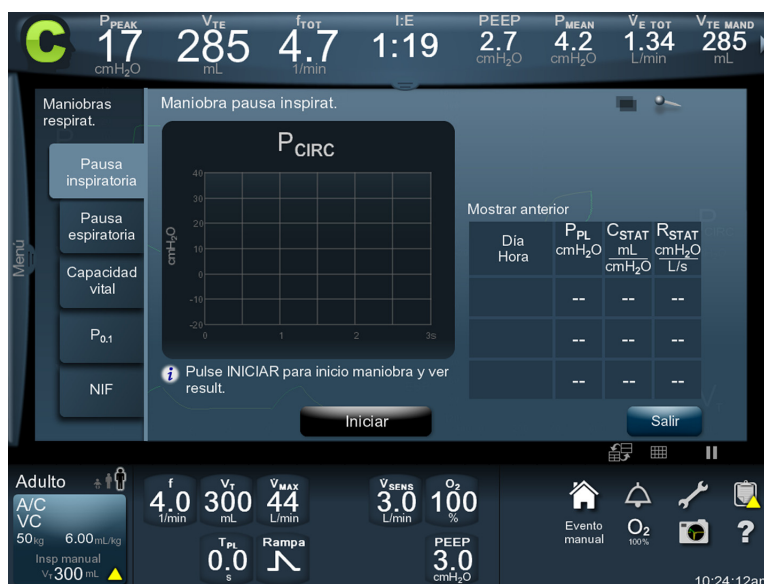 C
PPEAK VTE fTOT I:E PEEP PMEAN V̇E TOT VTE MAND
17 285 4.7 1:19 2.7 4.2 1.34 285
cmH2O mL 1/min cmH2O cmH2O L/min mL
Menú
Maniobras
respirat.
Pausa
inspiratoria
Pausa
espiratoria
Capacidad
vital
P0.1
NIF
Maniobra pausa inspirat.
PCIRC
cmH2O
40
30
20
10
0
-10
-20
0 1 2 3s
Pulse INICIAR para inicio maniobra y ver
result.
Iniciar
Mostrar anterior
Día
Hora
PPL
cmH2O
CSTAT
mL
cmH2O
RSTAT
cmH2O
L/s
-- -- --
-- -- --
-- -- --
Salir
Adulto
A/C
VC
50kg 6.00mL/kg
Insp manual
VT300 mL
f VT V̇MAX V̇SENS O2
4.0 300 44 3.0 100
1/min mL L/min L/min %
TPL Rampa PEEP
0.0 3.0
s cmH2O
Evento
manual
O2
100%
?
10:24:12am